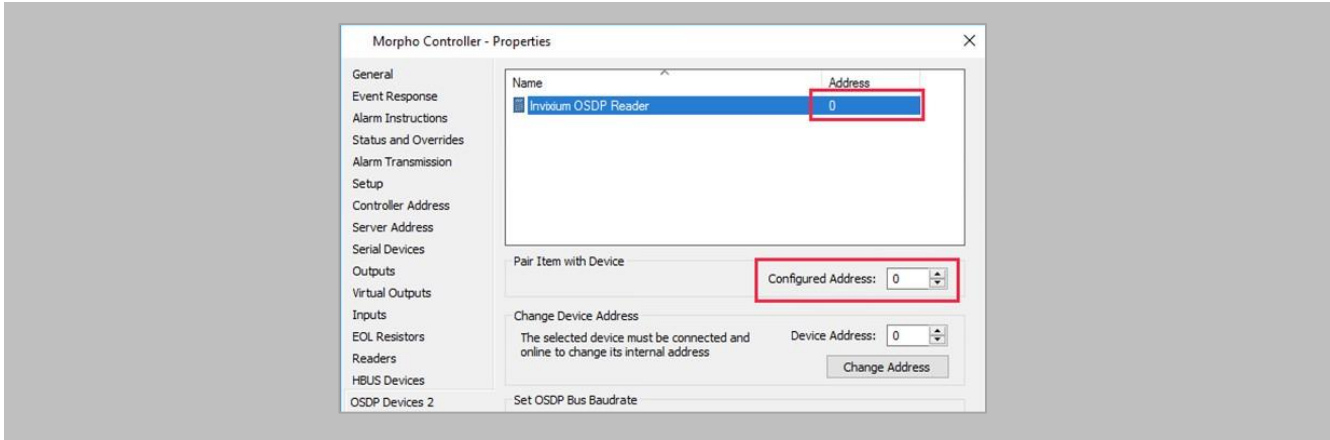 Morpho Controller - Properties
General
Event Response
Alarm Instructions
Status and Overrides
Alarm Transmission
Setup
Controller Address
Server Address
Serial Devices
Outputs
Virtual Outputs
Inputs
EOL Resistors
Readers
HBUS Devices
OSDP Devices 2
Name Address
Invixium OSDP Reader 0
Pair Item with Device
Configured Address: 0
Change Device Address
The selected device must be connected and
online to change its internal address
Device Address: 0
Change Address
Set OSDP Bus Baudrate